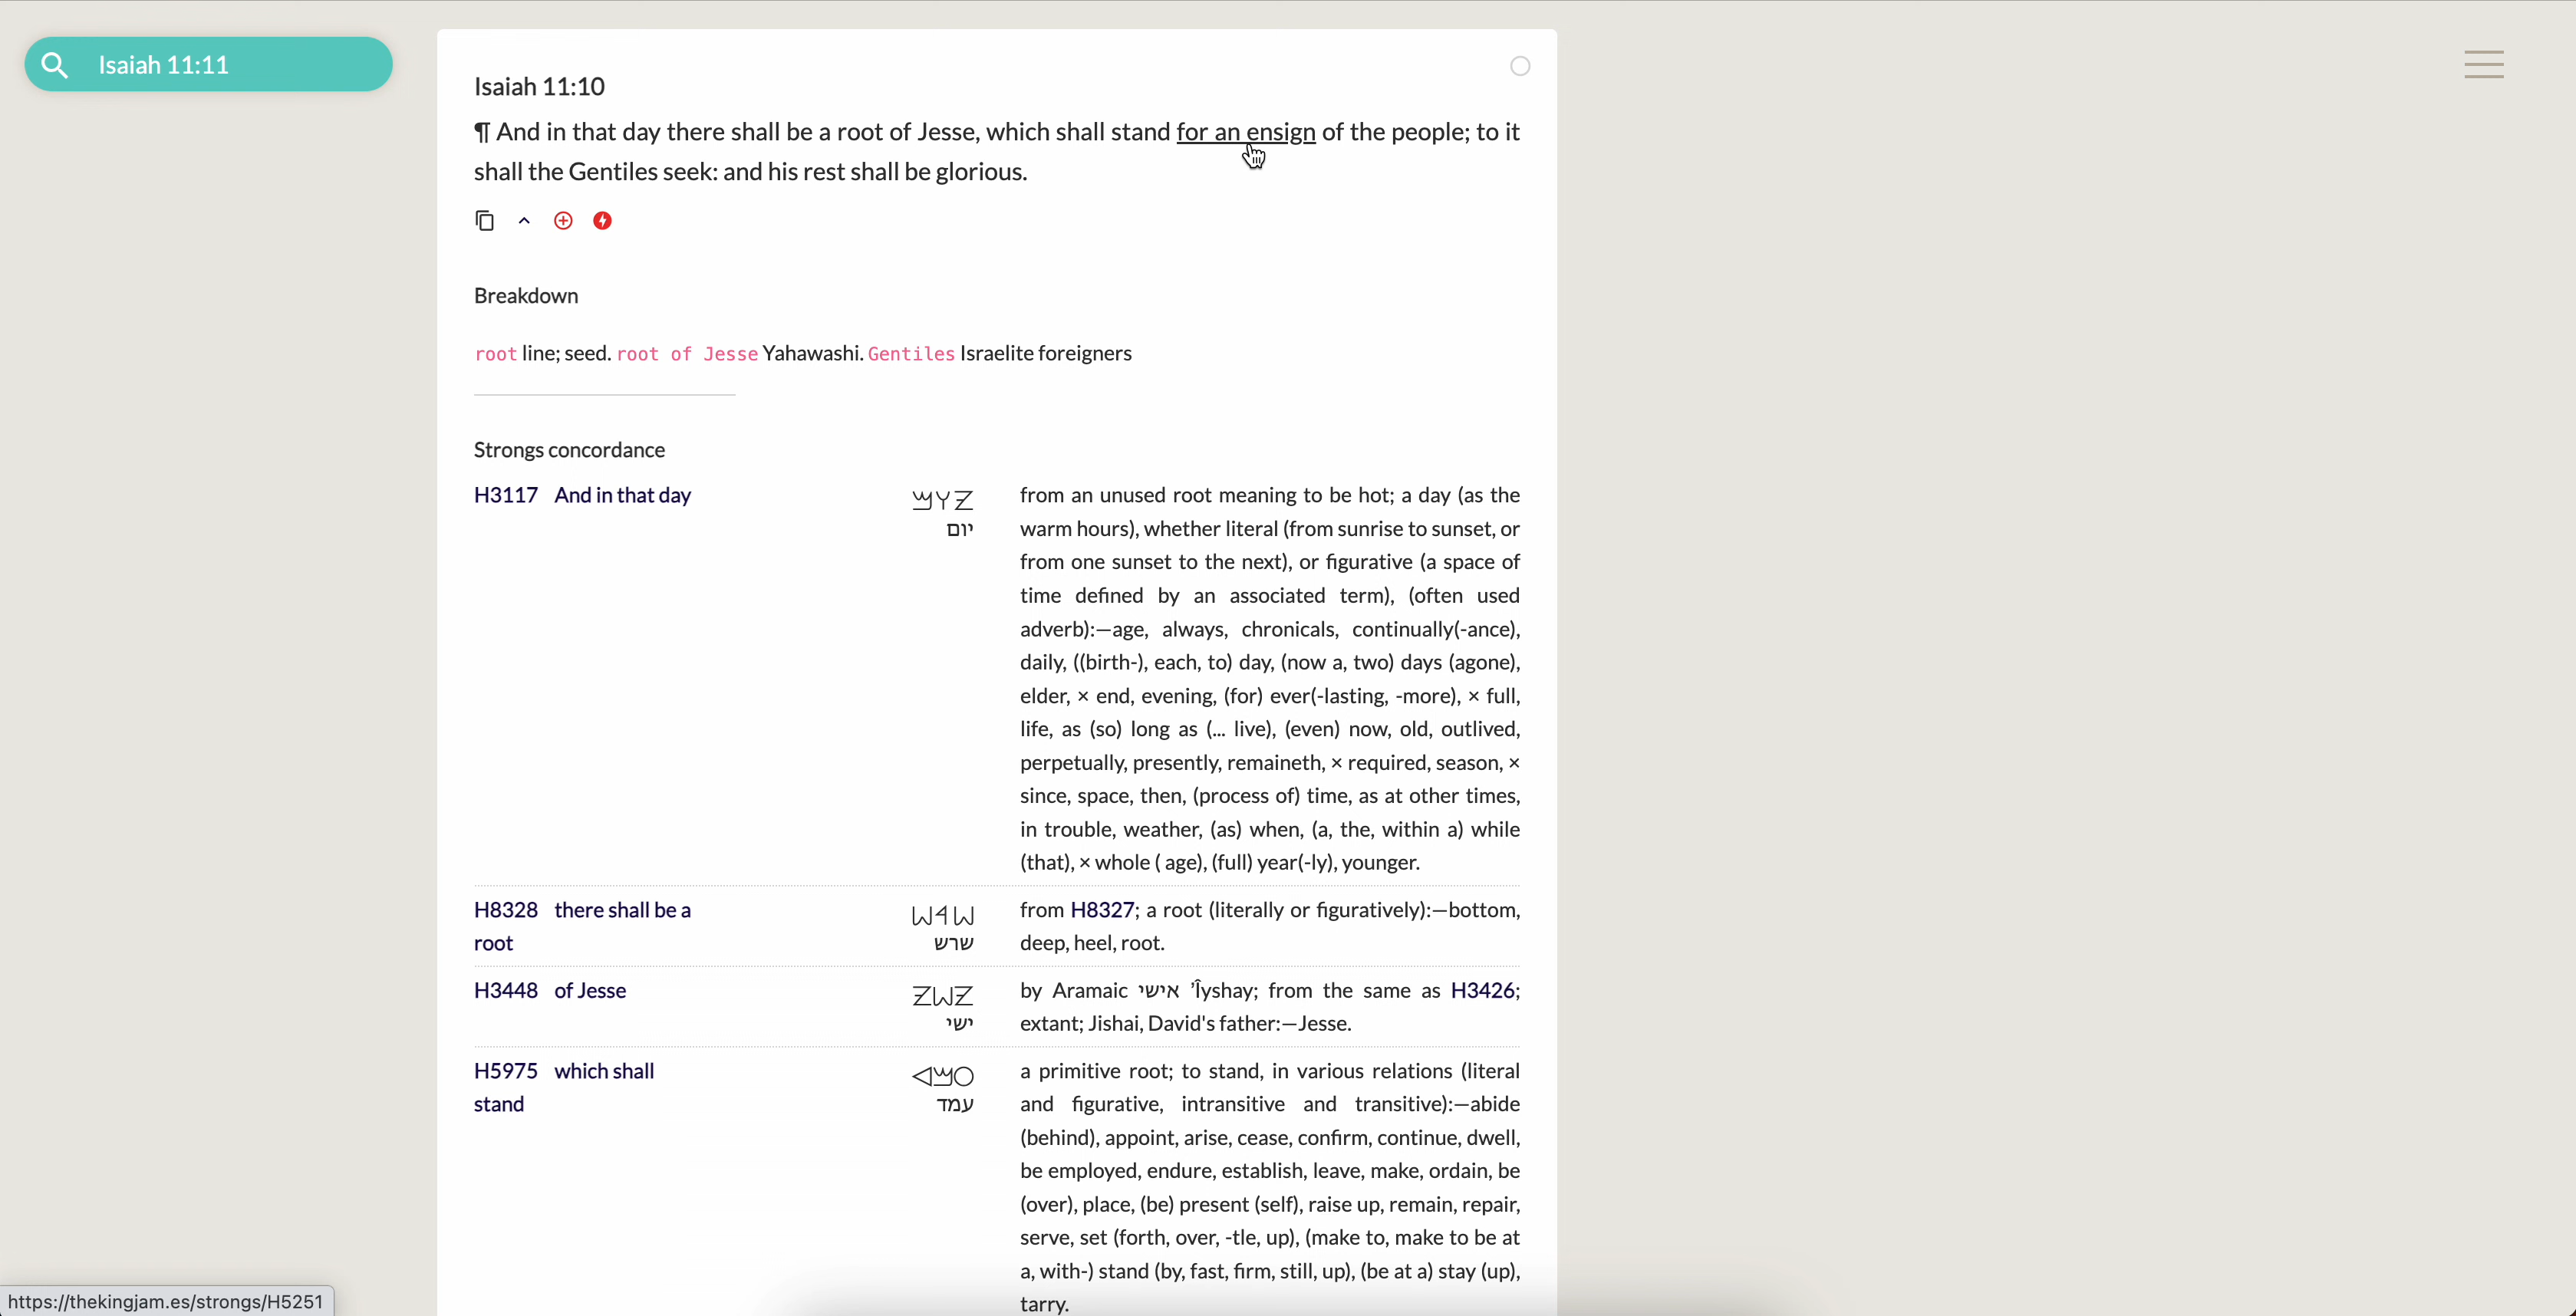 Isaiah 11:11
Isaiah 11:10
¶ And in that day there shall be a root of Jesse, which shall stand for an ensign of the people; to it
shall the Gentiles seek: and his rest shall be glorious.
Breakdown
root line; seed. root of Jesse Yahawashi. Gentiles Israelite foreigners
Strongs concordance
H3117 And in that day
𐤉𐤅𐤌
יום
from an unused root meaning to be hot; a day (as the
warm hours), whether literal (from sunrise to sunset, or
from one sunset to the next), or figurative (a space of
time defined by an associated term), (often used
adverb):—age, always, chronicals, continually(-ance),
daily, ((birth-), each, to) day, (now a, two) days (agone),
elder, × end, evening, (for) ever(-lasting, -more), × full,
life, as (so) long as (... live), (even) now, old, outlived,
perpetually, presently, remaineth, × required, season, ×
since, space, then, (process of) time, as at other times,
in trouble, weather, (as) when, (a, the, within a) while
(that), × whole ( age), (full) year(-ly), younger.
H8328 there shall be a
root
𐤔𐤓𐤔
שרש
from H8327; a root (literally or figuratively):—bottom,
deep, heel, root.
H3448 of Jesse
𐤉𐤔𐤉
ישי
by Aramaic אישי ʼÎyshay; from the same as H3426;
extant; Jishai, David's father:—Jesse.
H5975 which shall
stand
𐤏𐤌𐤃
עמד
a primitive root; to stand, in various relations (literal
and figurative, intransitive and transitive):—abide
(behind), appoint, arise, cease, confirm, continue, dwell,
be employed, endure, establish, leave, make, ordain, be
(over), place, (be) present (self), raise up, remain, repair,
serve, set (forth, over, -tle, up), (make to, make to be at
a, with-) stand (by, fast, firm, still, up), (be at a) stay (up),
tarry.
https://thekingjam.es/strongs/H5251